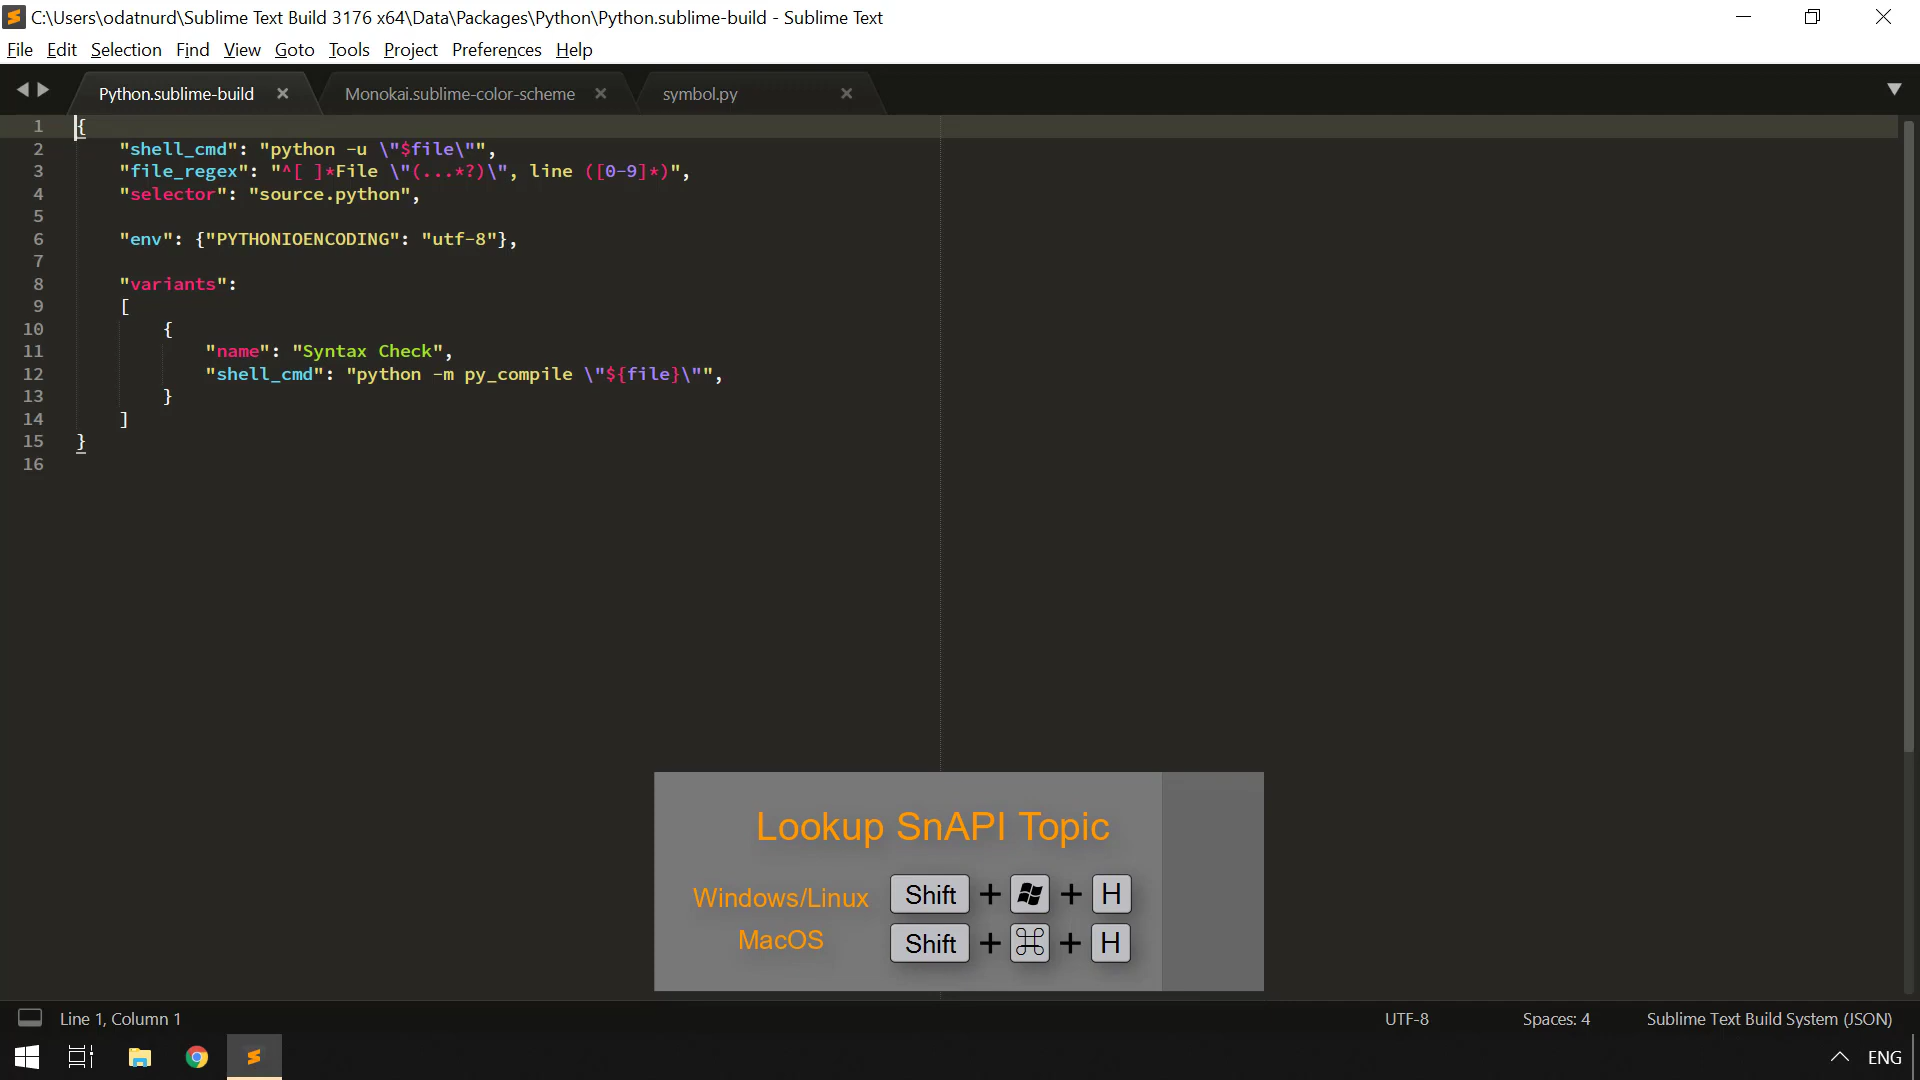 C:\Users\odatnurd\Sublime Text Build 3176 x64\Data\Packages\Python\Python.sublime-build - Sublime Text
File Edit Selection Find View Goto Tools Project Preferences Help
Python.sublime-build × Monokai.sublime-color-scheme × symbol.py ×
1 {
2     "shell_cmd": "python -u \"$file\"",
3     "file_regex": "^[ ]*File \"(...*?)\", line ([0-9]*)",
4     "selector": "source.python",
5
6     "env": {"PYTHONIOENCODING": "utf-8"},
7
8     "variants":
9     [
10         {
11             "name": "Syntax Check",
12             "shell_cmd": "python -m py_compile \"${file}\"",
13         }
14     ]
15 }
16
Lookup SnAPI Topic
Windows/Linux Shift + + H
MacOS Shift + ⌘ + H
Line 1, Column 1 UTF-8 Spaces: 4 Sublime Text Build System (JSON)
ENG